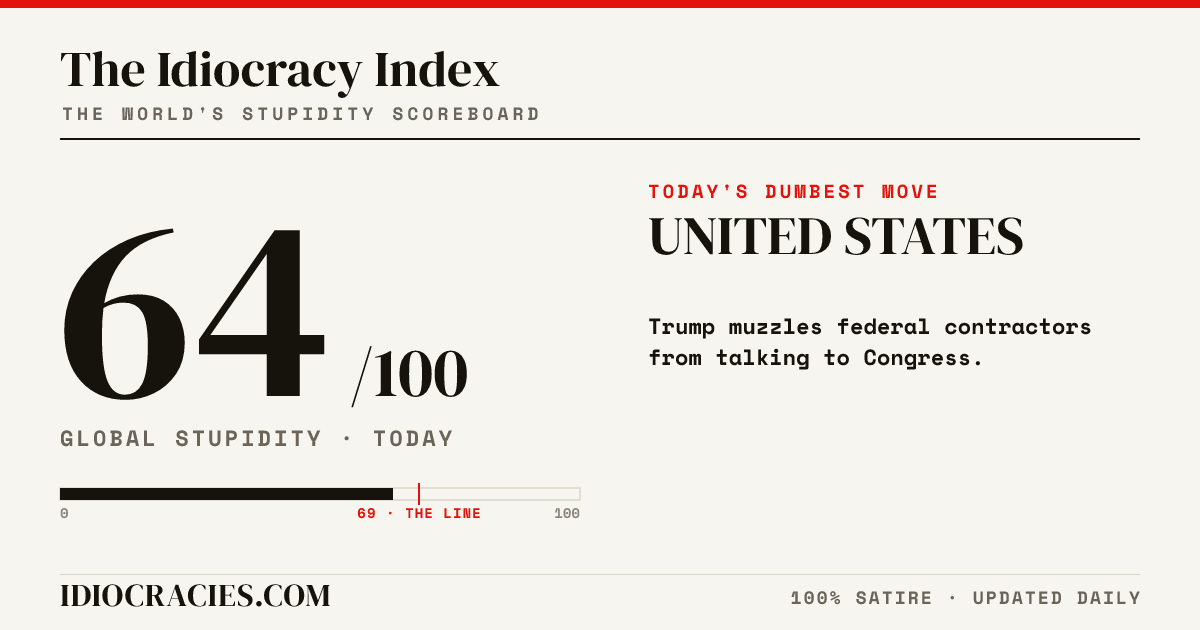 The Idiocracy Index
THE WORLD'S STUPIDITY SCOREBOARD
64 /100
GLOBAL STUPIDITY · TODAY
0
69 · THE LINE
100
TODAY'S DUMBEST MOVE
UNITED STATES
Trump muzzles federal contractors
from talking to Congress.
IDIOCRACIES.COM
100% SATIRE · UPDATED DAILY